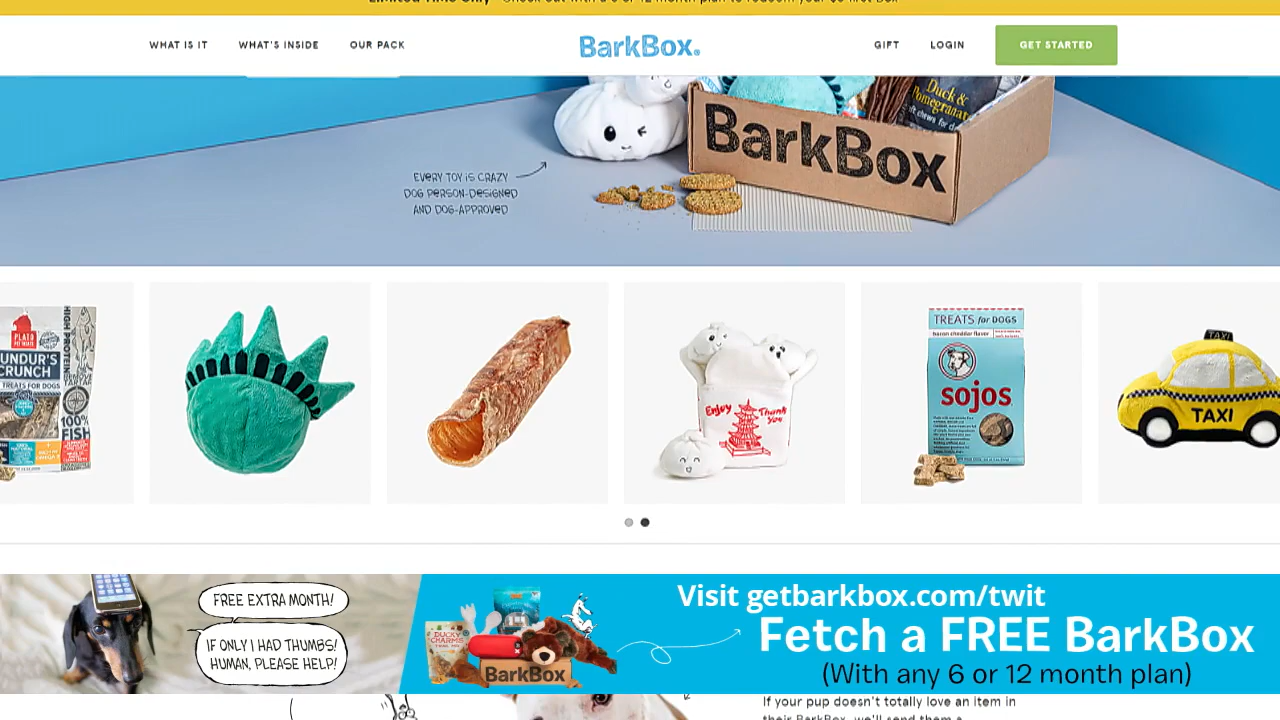 WHAT IS IT
WHAT'S INSIDE
OUR PACK
BarkBox
GIFT
LOGIN
GET STARTED
Duck &
BarkBox
EVERY TOY IS CRAZY
DOG PERSON-DESIGNED
AND DOG-APPROVED
PLATO
CRUNCH
TREATS FOR DOGS
HIGH PROTEIN
100%
FISH
Enjoy
Thank
You
TREATS for DOGS
bacon cheddar flavor
sojos
TAXI
TAXI
FREE EXTRA MONTH!
IF ONLY I HAD THUMBS!
HUMAN, PLEASE HELP!
DUCKY
CHARMS
BarkBox
Visit getbarkbox.com/twit
Fetch a FREE BarkBox
(With any 6 or 12 month plan)
If your pup doesn't totally love an item in